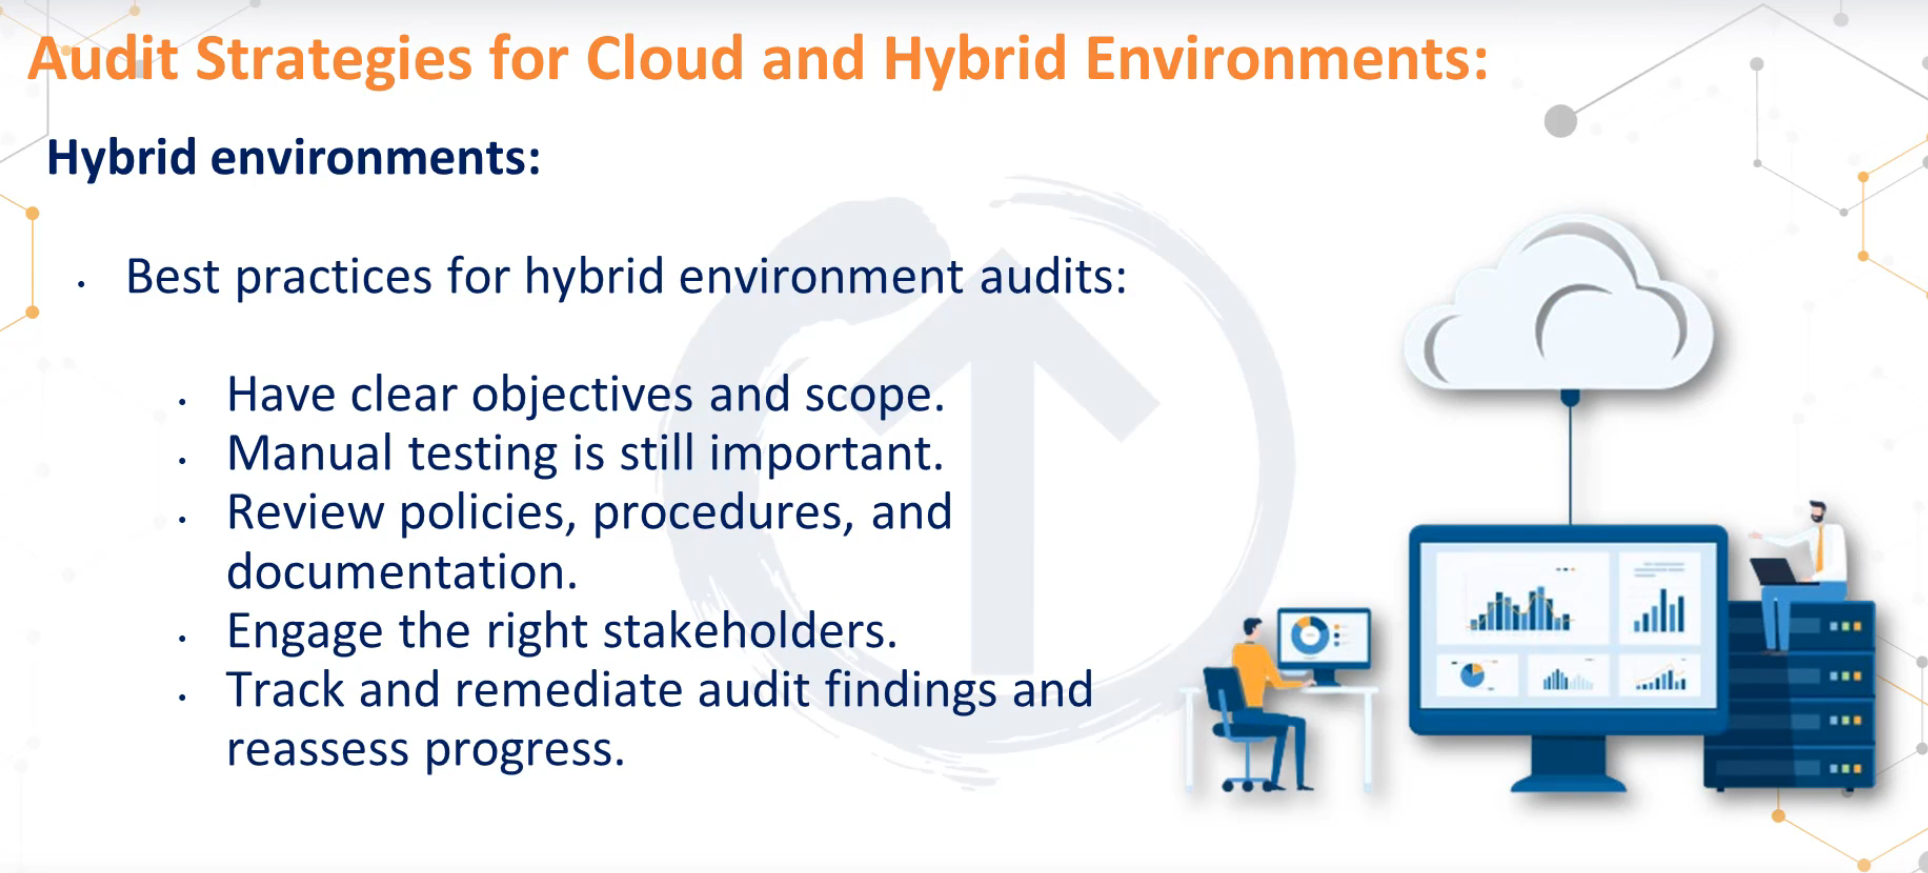 Audit Strategies for Cloud and Hybrid Environments:
Hybrid environments:
· Best practices for hybrid environment audits:
· Have clear objectives and scope.
· Manual testing is still important.
· Review policies, procedures, and
documentation.
· Engage the right stakeholders.
· Track and remediate audit findings and
reassess progress.